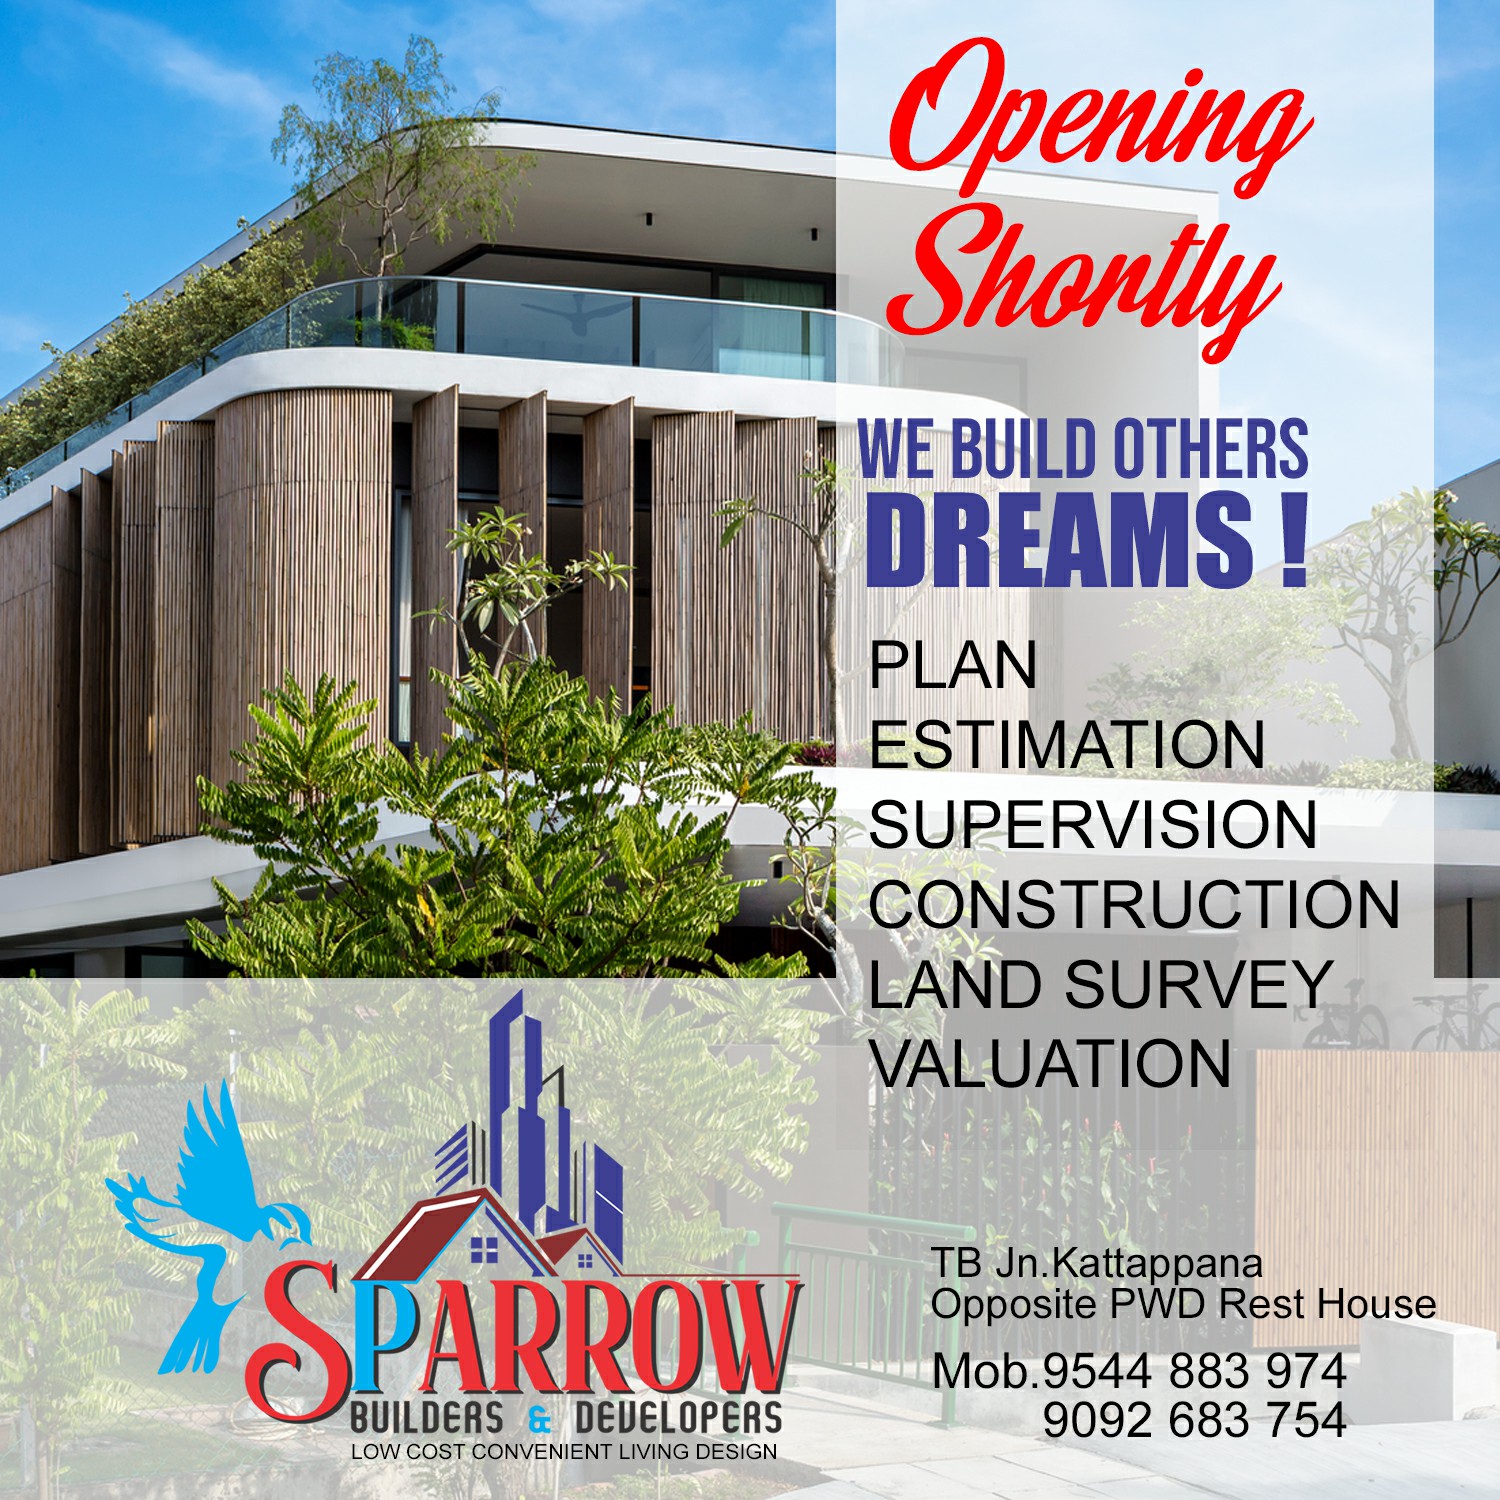 Opening
Shortly
WE BUILD OTHERS
DREAMS !
PLAN
ESTIMATION
SUPERVISION
CONSTRUCTION
LAND SURVEY
VALUATION
SPARROW
BUILDERS & DEVELOPERS
LOW COST CONVENIENT LIVING DESIGN
TB Jn.Kattappana
Opposite PWD Rest House
Mob.9544 883 974
9092 683 754